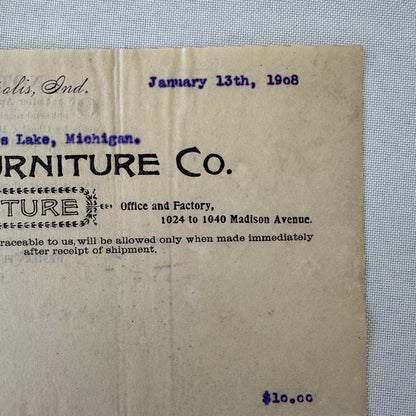 olis, Ind. January 13th, 1908
s Lake, Michigan.
URNITURE CO.
TURE Office and Factory,
1024 to 1040 Madison Avenue.
raceable to us, will be allowed only when made immediately
after receipt of shipment.
$10.00